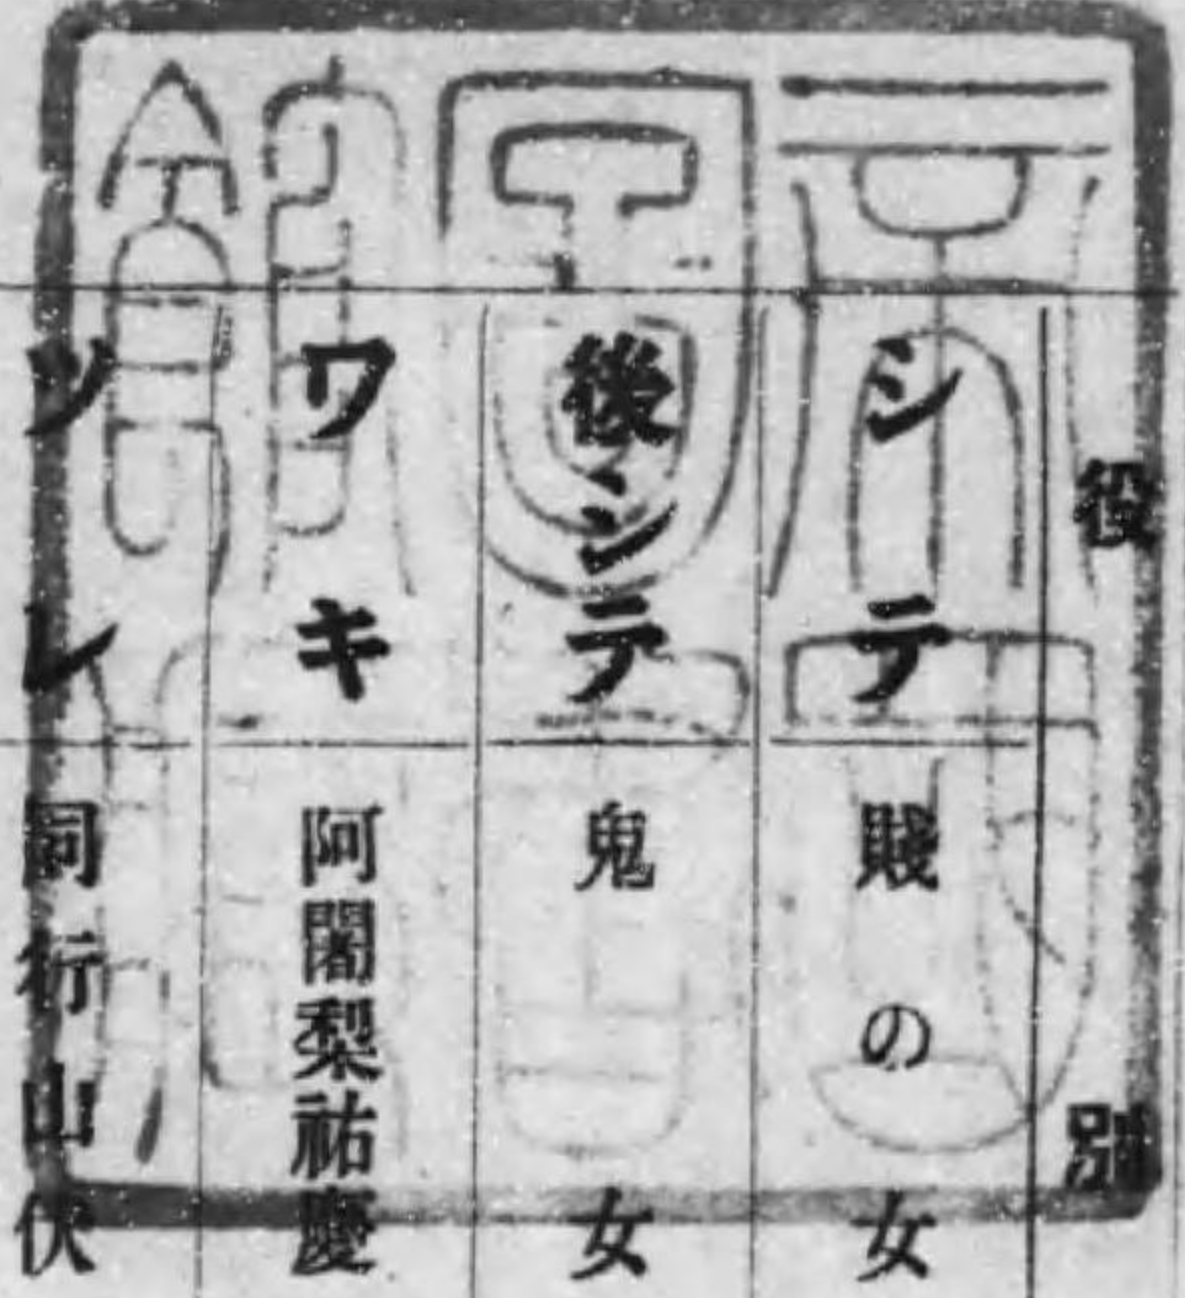 役別
シテ 賤の女
後シテ 鬼女
ワキ 阿闍梨祐慶
ツレ 同行山伏